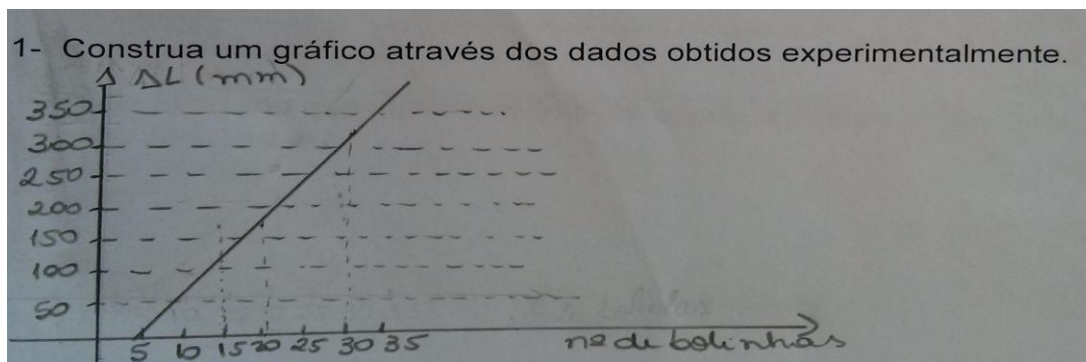 1- Construa um gráfico através dos dados obtidos experimentalmente.
ΔL (mm)
350
300
250
200
150
100
50
5 10 15 20 25 30 35 nº de bolinhas